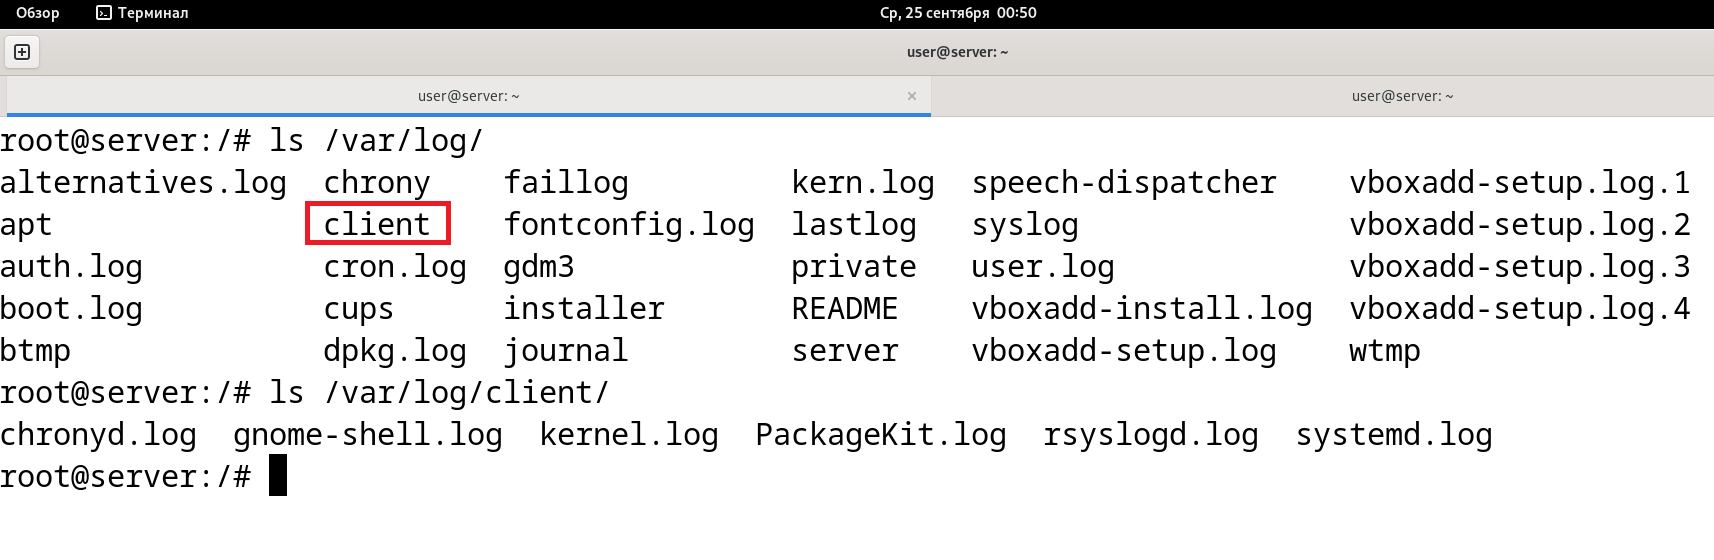 Обзор Терминал Ср, 25 сентября 00:50
user@server: ~
user@server: ~ × user@server: ~
root@server:/# ls /var/log/
alternatives.log chrony faillog kern.log speech-dispatcher vboxadd-setup.log.1
apt client fontconfig.log lastlog syslog vboxadd-setup.log.2
auth.log cron.log gdm3 private user.log vboxadd-setup.log.3
boot.log cups installer README vboxadd-install.log vboxadd-setup.log.4
btmp dpkg.log journal server vboxadd-setup.log wtmp
root@server:/# ls /var/log/client/
chronyd.log gnome-shell.log kernel.log PackageKit.log rsyslogd.log systemd.log
root@server:/#